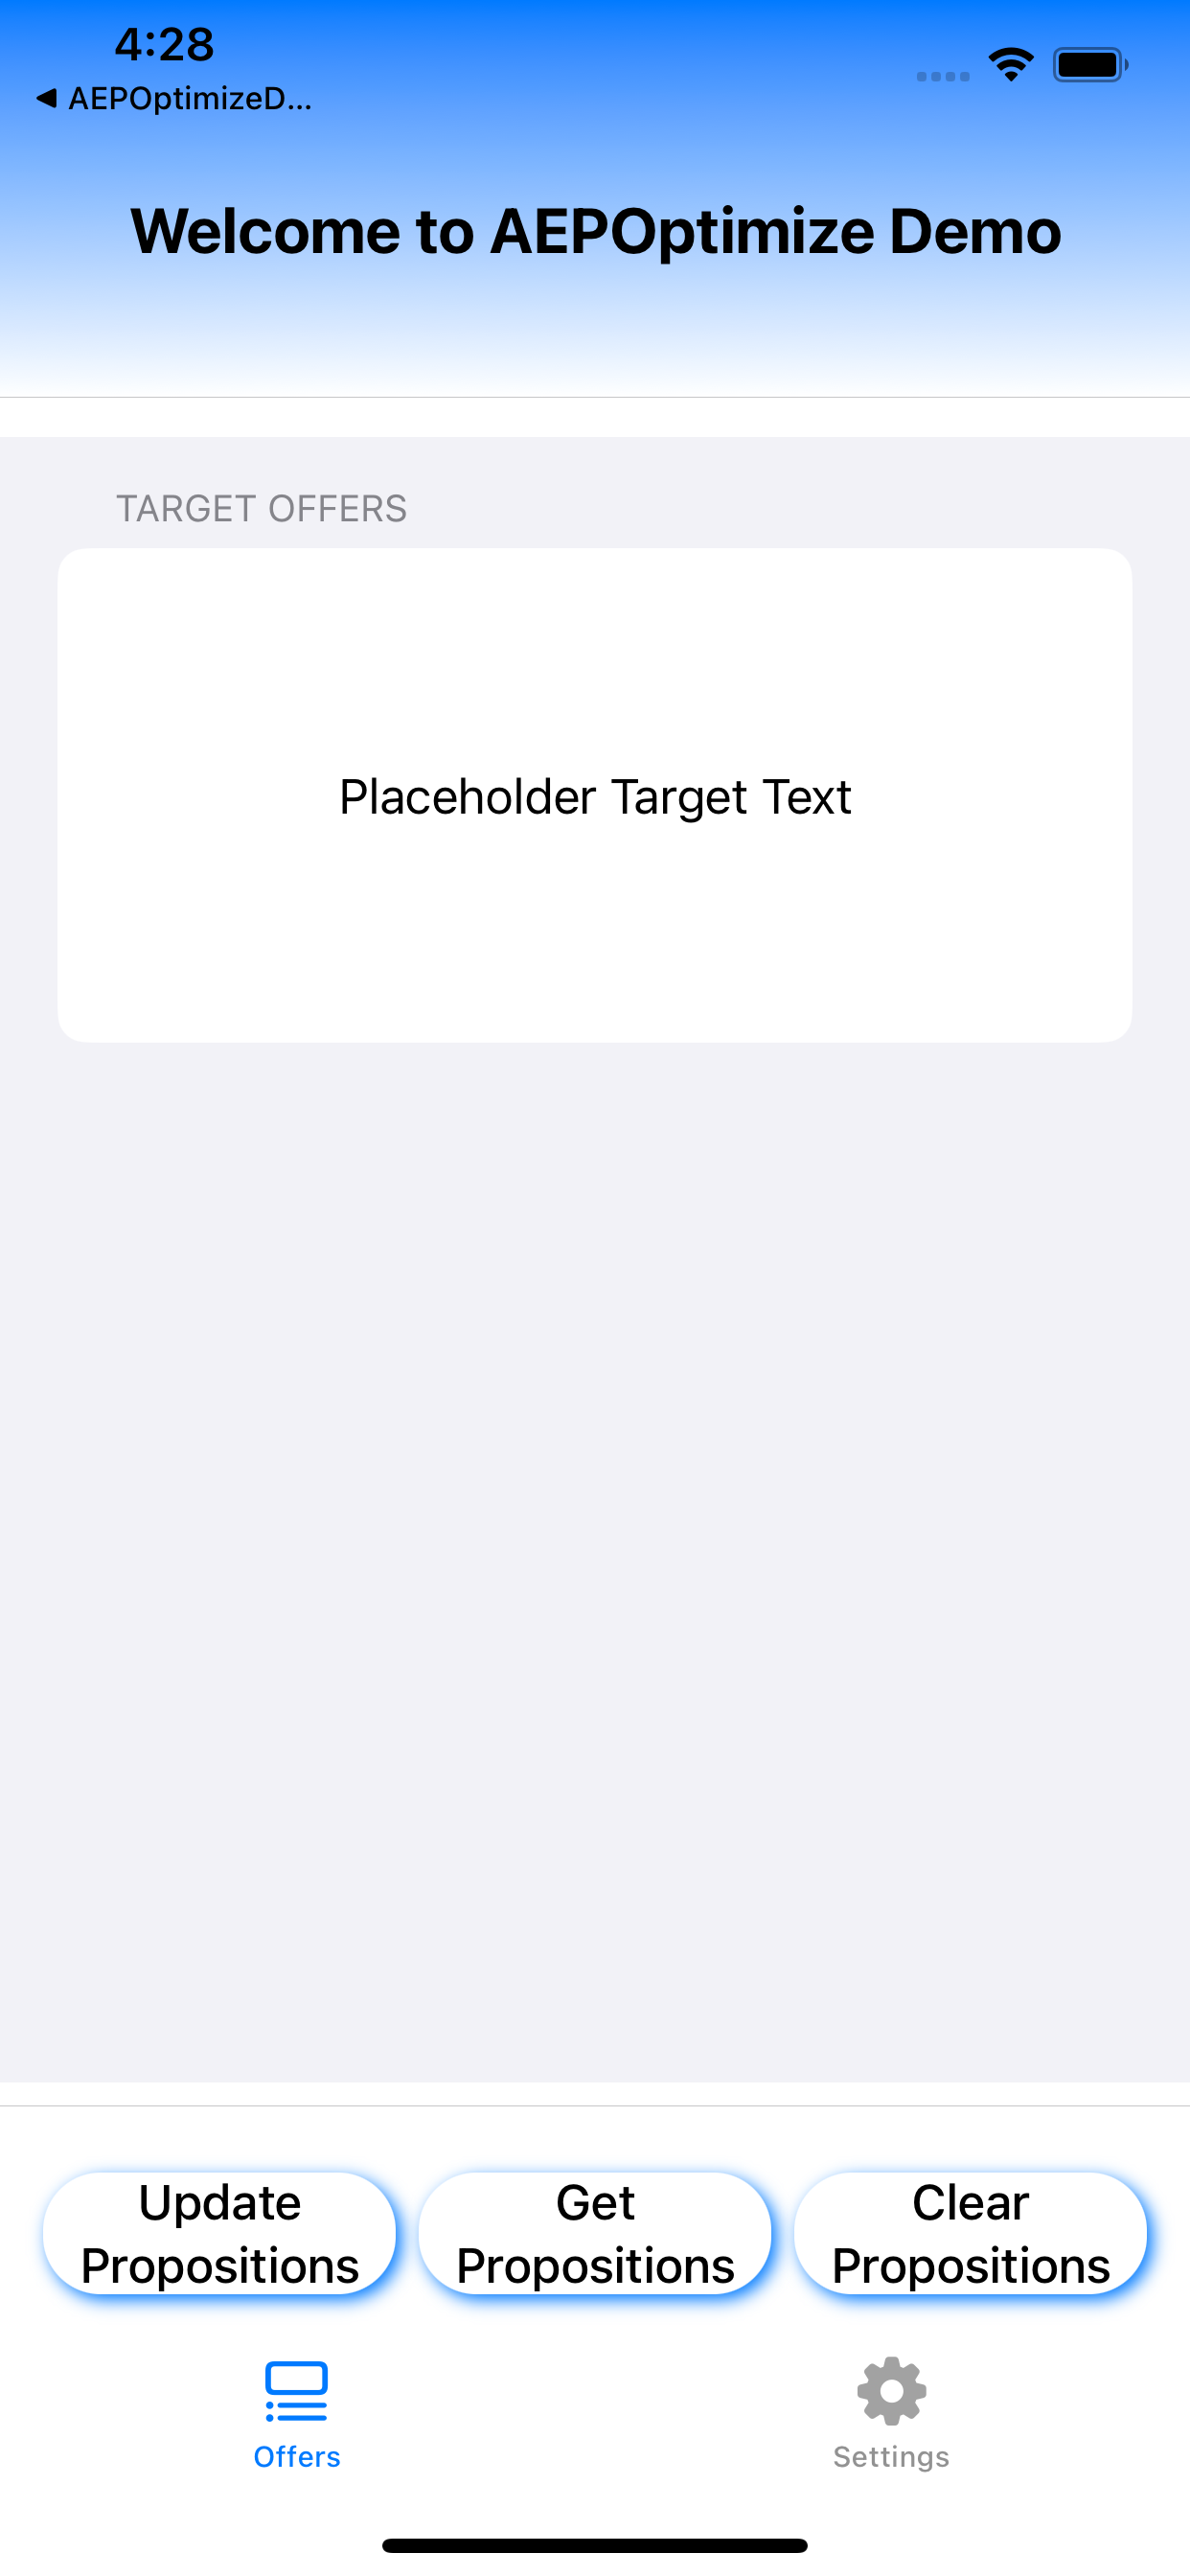 4:28
◀ AEPOptimizeD...
Welcome to AEPOptimize Demo
TARGET OFFERS
Placeholder Target Text
Update
Propositions
Get
Propositions
Clear
Propositions
Offers
Settings